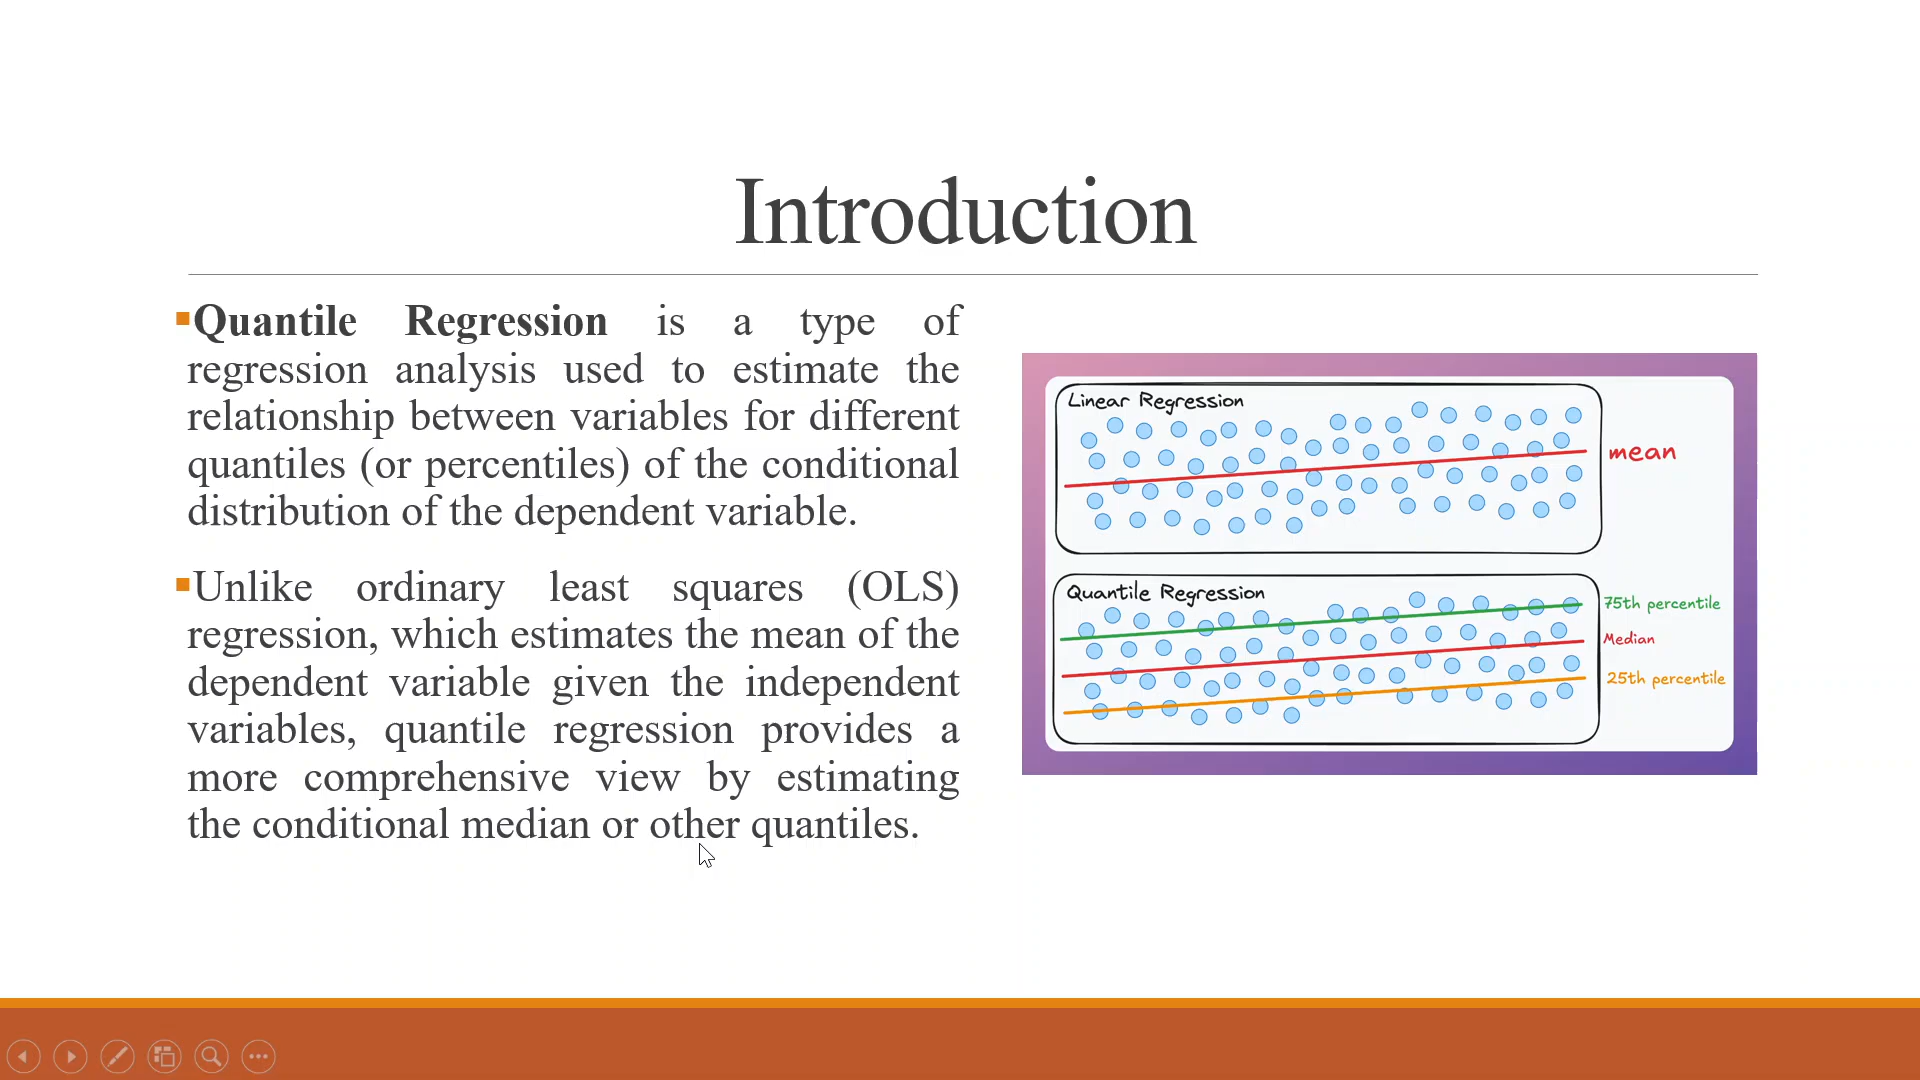 Introduction
▪Quantile Regression is a type of
regression analysis used to estimate the
relationship between variables for different
quantiles (or percentiles) of the conditional
distribution of the dependent variable.
▪Unlike ordinary least squares (OLS)
regression, which estimates the mean of the
dependent variable given the independent
variables, quantile regression provides a
more comprehensive view by estimating
the conditional median or other quantiles.
Linear Regression
mean
Quantile Regression
75th percentile
Median
25th percentile